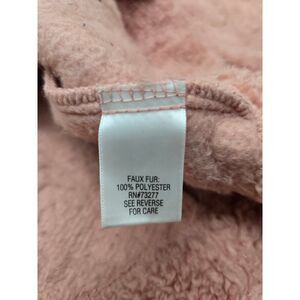 FAUX FUR:
100% POLYESTER
RN#73277
SEE REVERSE
FOR CARE